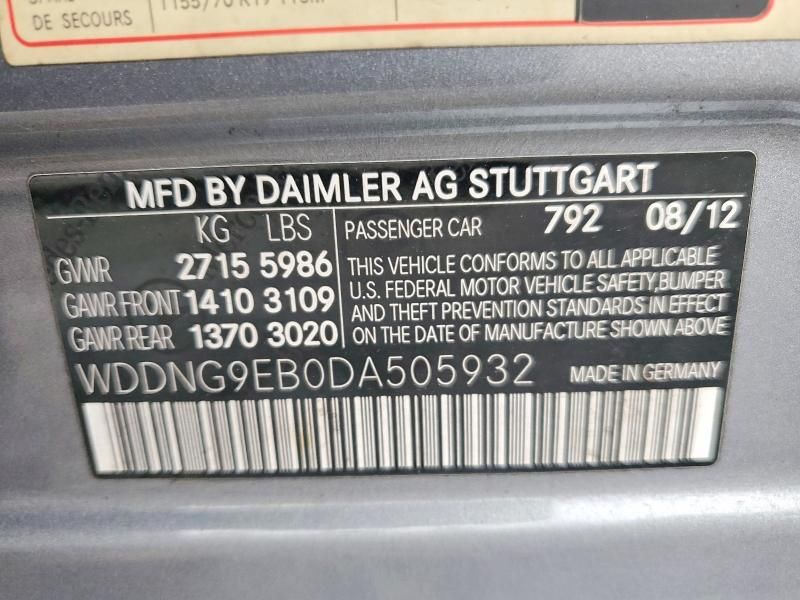 DE SECOURS
MFD BY DAIMLER AG STUTTGART
KG LBS
PASSENGER CAR 792 08/12
GVWR 2715 5986
GAWR FRONT 1410 3109
GAWR REAR 1370 3020
THIS VEHICLE CONFORMS TO ALL APPLICABLE
U.S. FEDERAL MOTOR VEHICLE SAFETY,BUMPER
AND THEFT PREVENTION STANDARDS IN EFFECT
ON THE DATE OF MANUFACTURE SHOWN ABOVE
WDDNG9EB0DA505932 MADE IN GERMANY